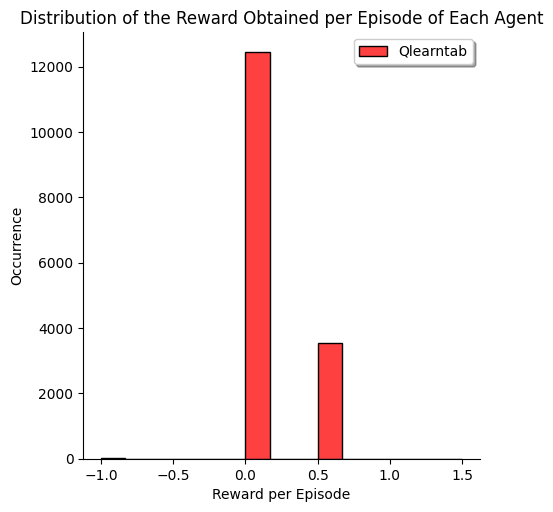 Distribution of the Reward Obtained per Episode of Each Agent
Qlearntab
12000
10000
8000
6000
4000
2000
0
Occurrence
−1.0 −0.5 0.0 0.5 1.0 1.5
Reward per Episode